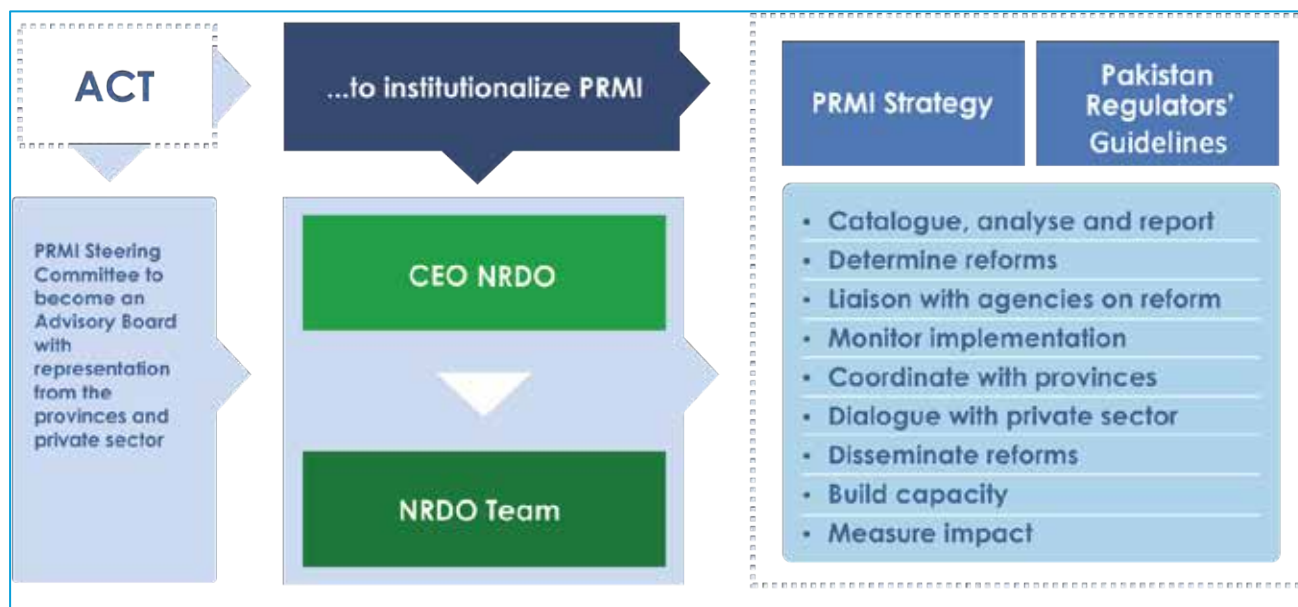 ACT
...to institutionalize PRMI
PRMI Steering
Committee to
become an
Advisory Board
with
representation
from the
provinces and
private sector
CEO NRDO
NRDO Team
PRMI Strategy
Pakistan
Regulators'
Guidelines
• Catalogue, analyse and report
• Determine reforms
• Liaison with agencies on reform
• Monitor implementation
• Coordinate with provinces
• Dialogue with private sector
• Disseminate reforms
• Build capacity
• Measure impact